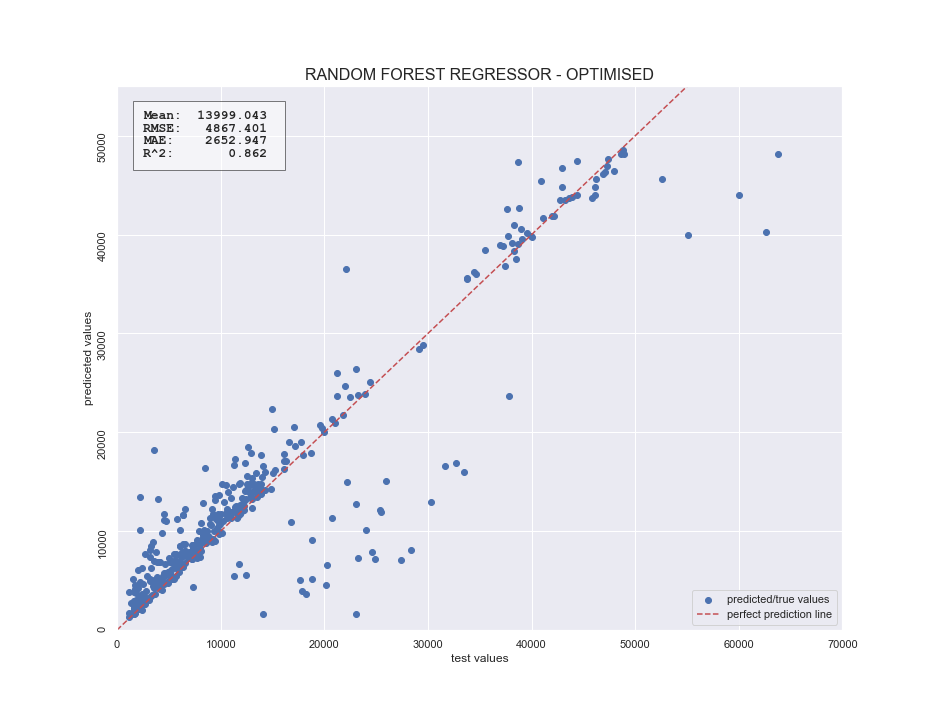 RANDOM FOREST REGRESSOR - OPTIMISED
Mean: 13999.043
RMSE: 4867.401
MAE: 2652.947
R^2: 0.862
50000
40000
30000
20000
10000
0
prediceted values
0 10000 20000 30000 40000 50000 60000 70000
test values
predicted/true values
perfect prediction line